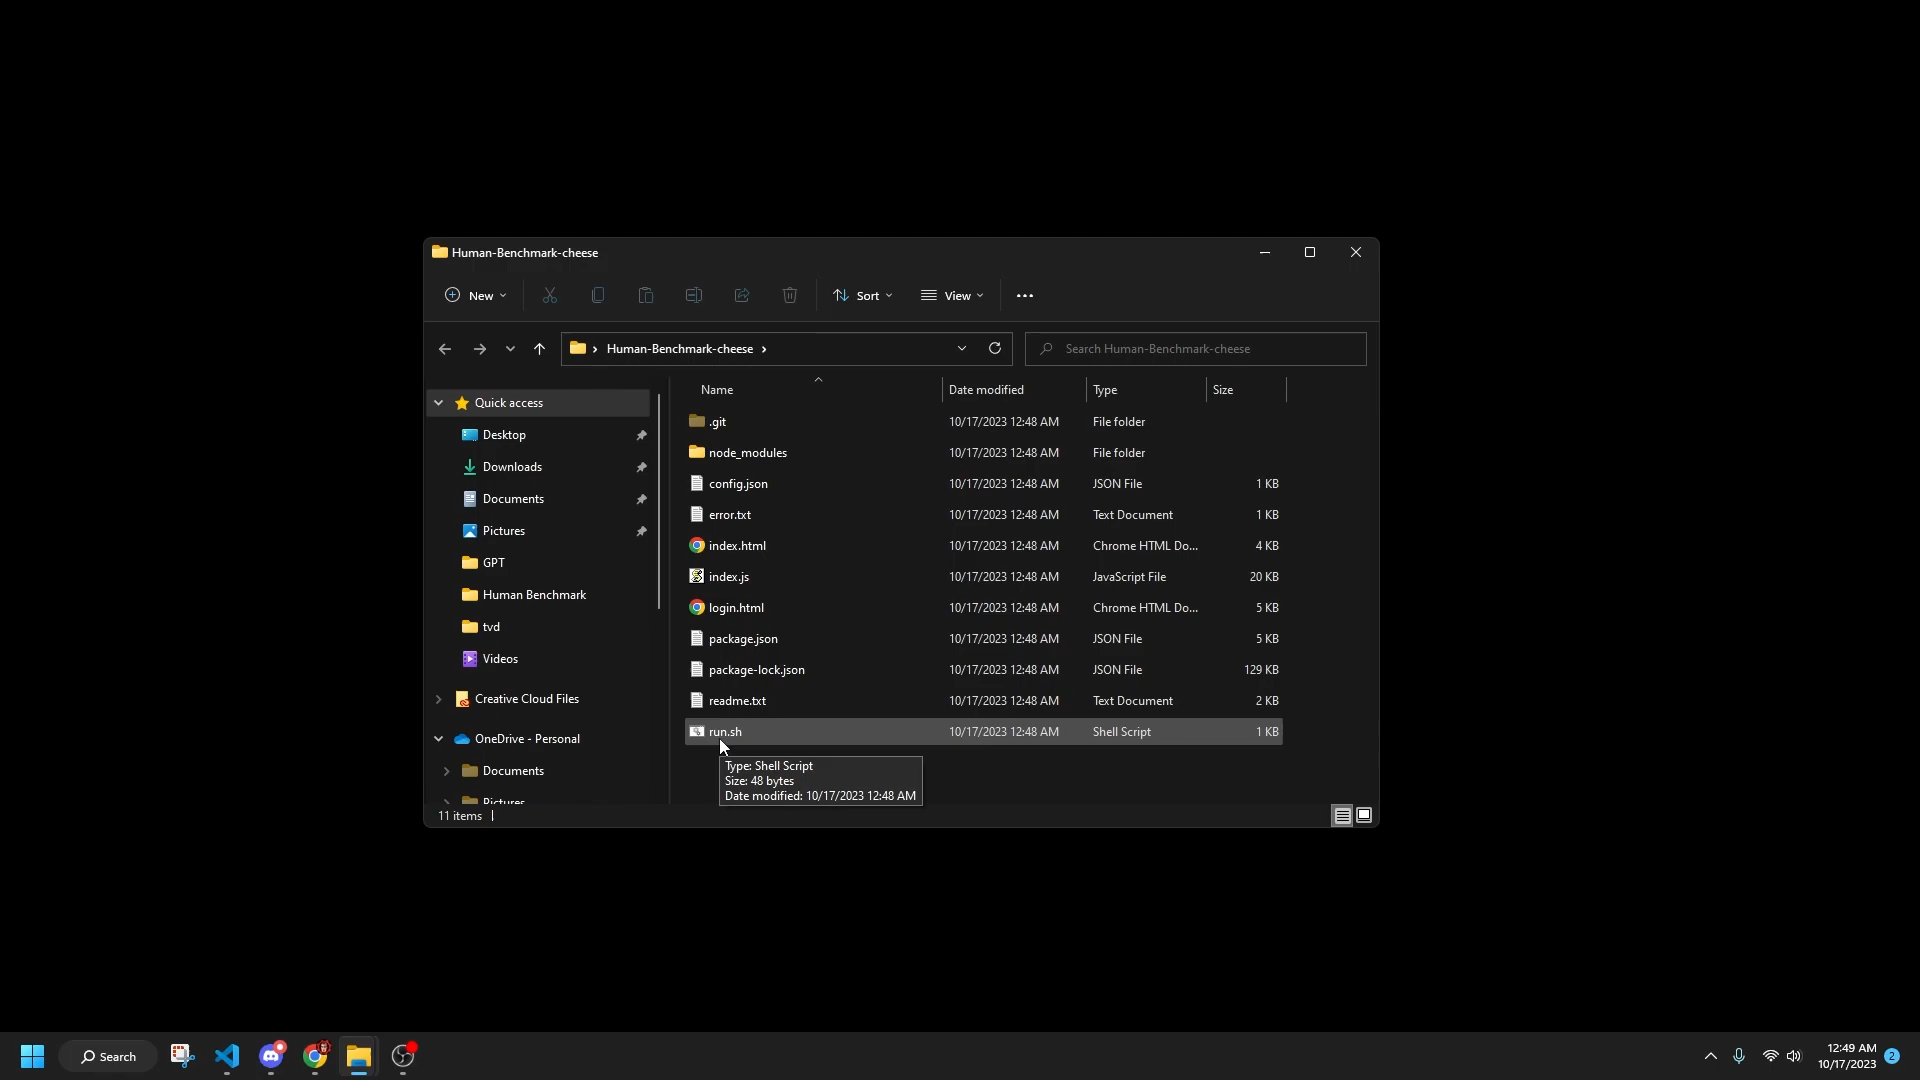 Human-Benchmark-cheese
New
Sort
View
Human-Benchmark-cheese
Search Human-Benchmark-cheese
Name Date modified Type Size
Quick access
Desktop
Downloads
Documents
Pictures
GPT
Human Benchmark
tvd
Videos
Creative Cloud Files
OneDrive - Personal
Documents
Pictures
.git 10/17/2023 12:48 AM File folder
node_modules 10/17/2023 12:48 AM File folder
config.json 10/17/2023 12:48 AM JSON File 1 KB
error.txt 10/17/2023 12:48 AM Text Document 1 KB
index.html 10/17/2023 12:48 AM Chrome HTML Do... 4 KB
index.js 10/17/2023 12:48 AM JavaScript File 20 KB
login.html 10/17/2023 12:48 AM Chrome HTML Do... 5 KB
package.json 10/17/2023 12:48 AM JSON File 5 KB
package-lock.json 10/17/2023 12:48 AM JSON File 129 KB
readme.txt 10/17/2023 12:48 AM Text Document 2 KB
run.sh 10/17/2023 12:48 AM Shell Script 1 KB
Type: Shell Script
Size: 48 bytes
Date modified: 10/17/2023 12:48 AM
11 items
Search
12:49 AM
10/17/2023
2